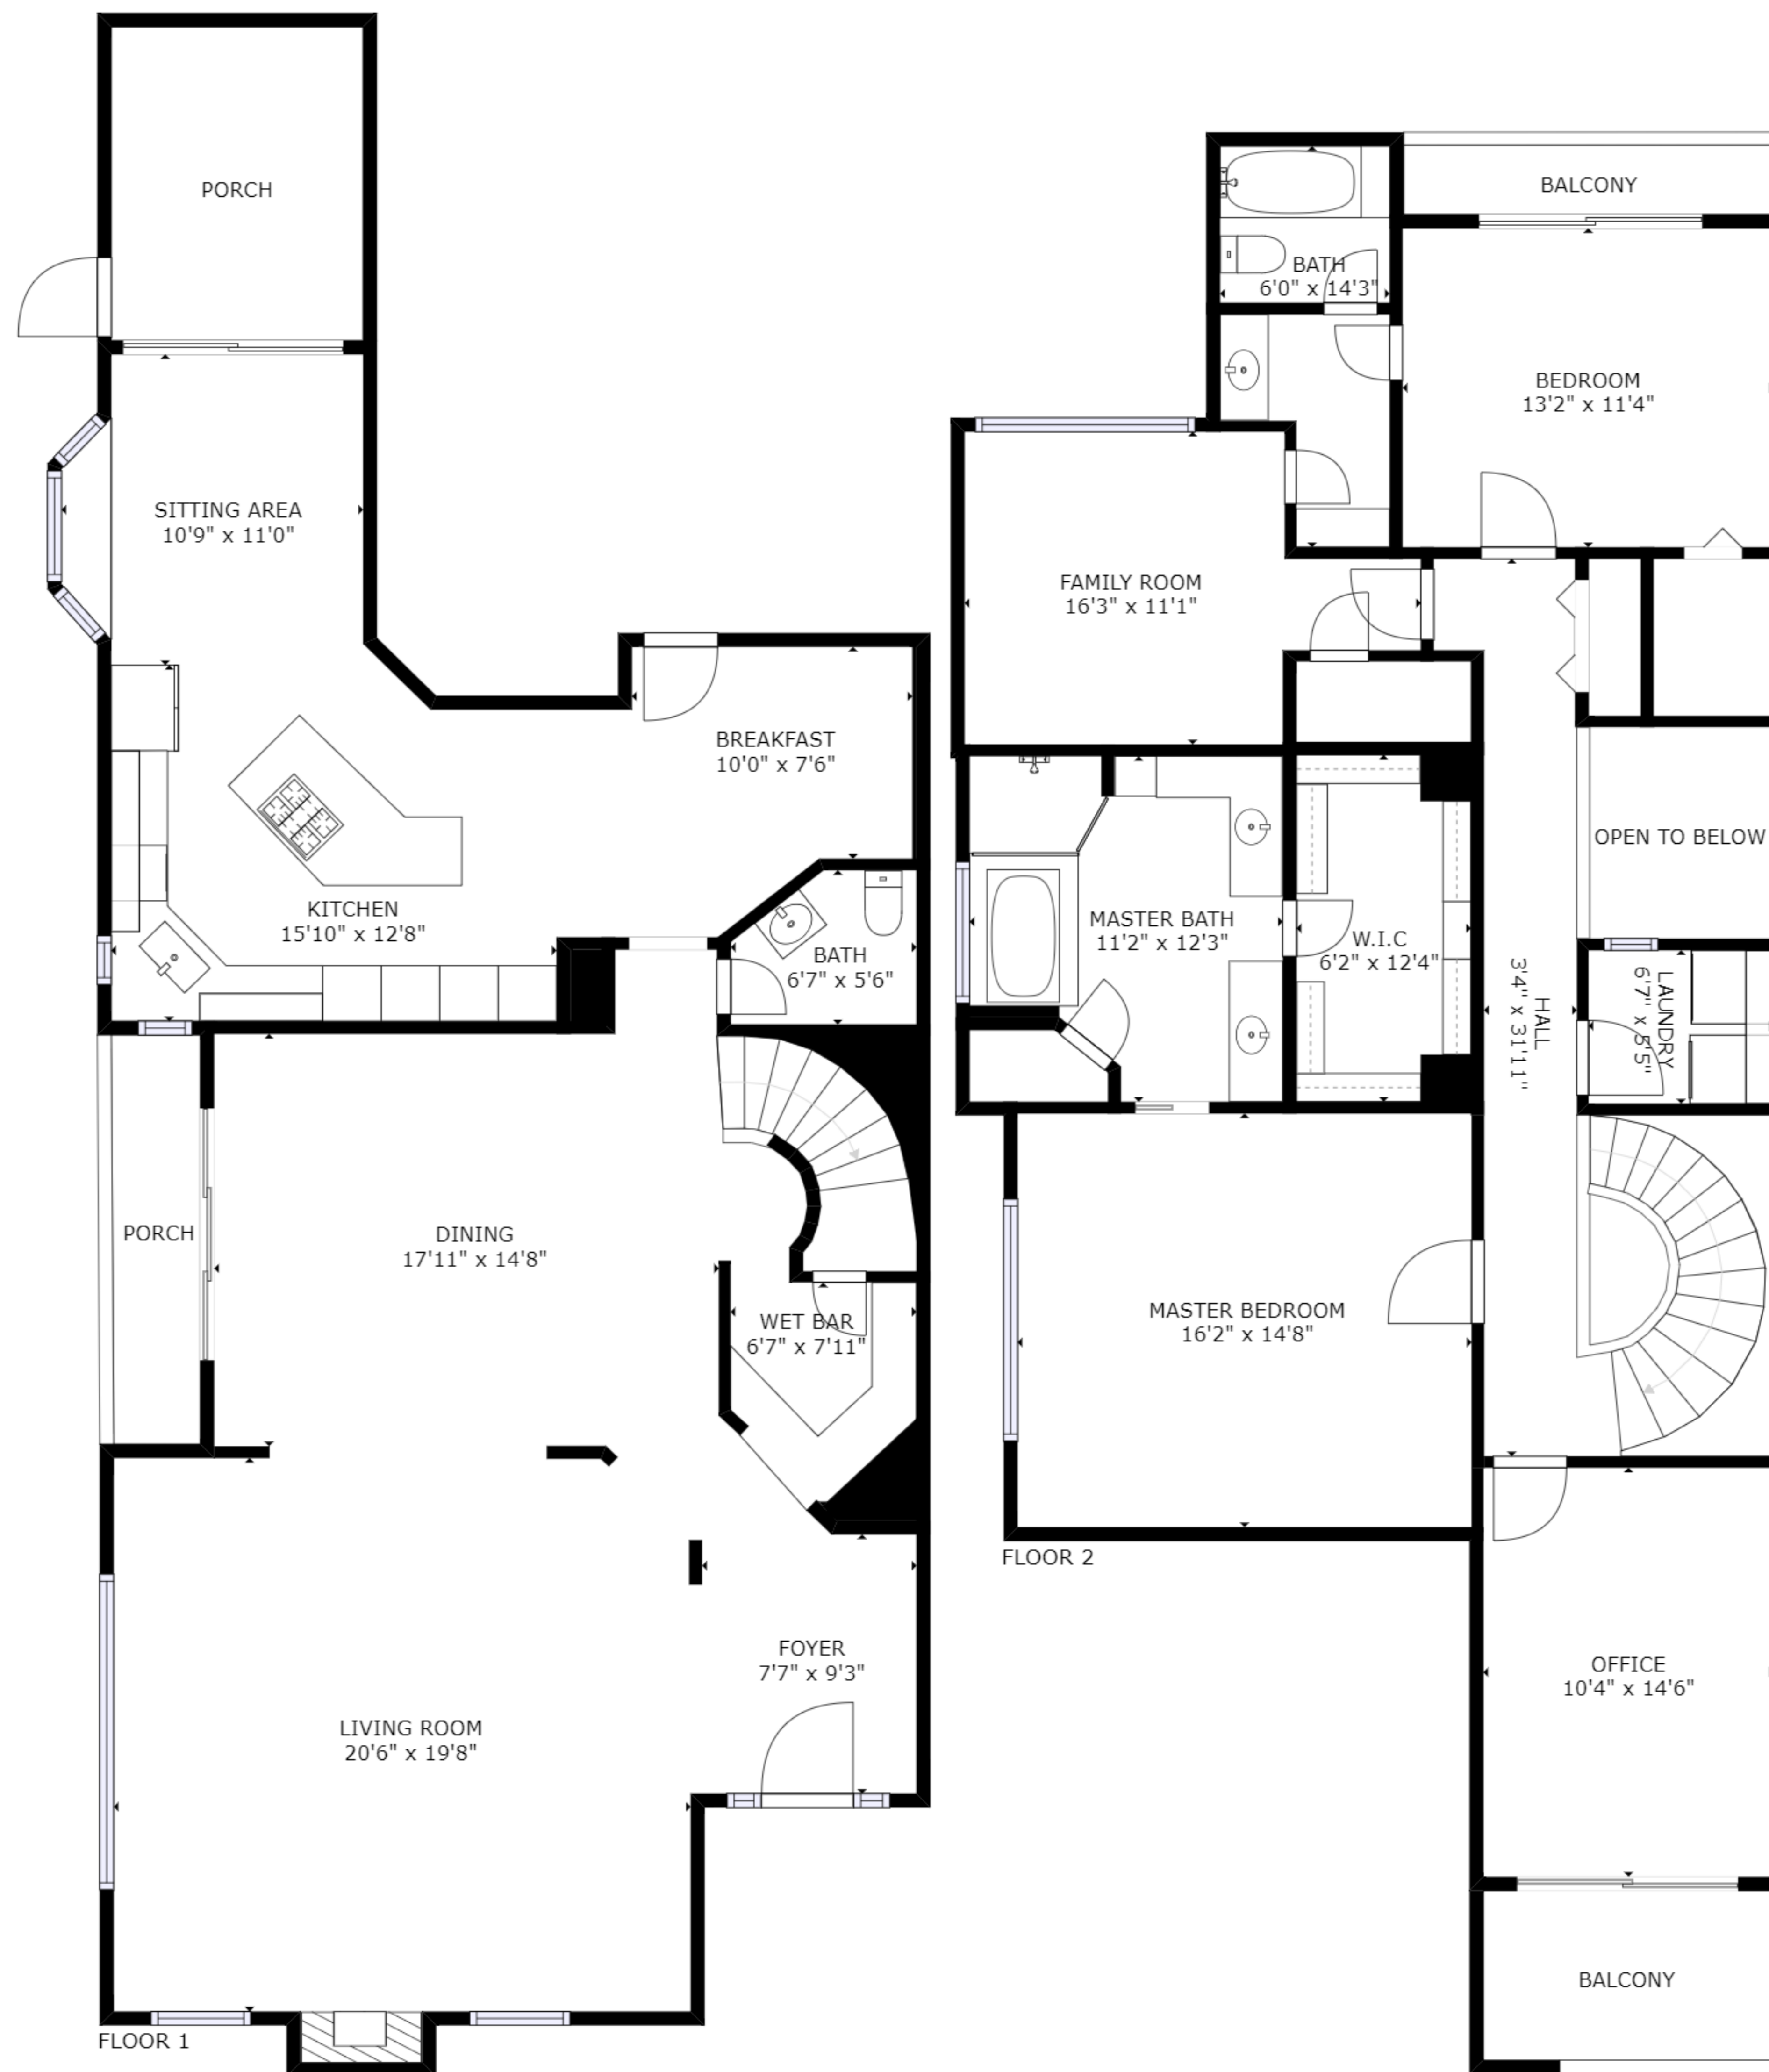 PORCH
SITTING AREA
10'9" x 11'0"
BREAKFAST
10'0" x 7'6"
KITCHEN
15'10" x 12'8"
BATH
6'7" x 5'6"
PORCH
DINING
17'11" x 14'8"
WET BAR
6'7" x 7'11"
FOYER
7'7" x 9'3"
LIVING ROOM
20'6" x 19'8"
FLOOR 1
BALCONY
BATH
6'0" x 14'3"
BEDROOM
13'2" x 11'4"
FAMILY ROOM
16'3" x 11'1"
OPEN TO BELOW
MASTER BATH
11'2" x 12'3"
W.I.C
6'2" x 12'4"
HALL
3'4" x 31'11"
LAUNDRY
6'7" x 5'5"
MASTER BEDROOM
16'2" x 14'8"
FLOOR 2
OFFICE
10'4" x 14'6"
BALCONY